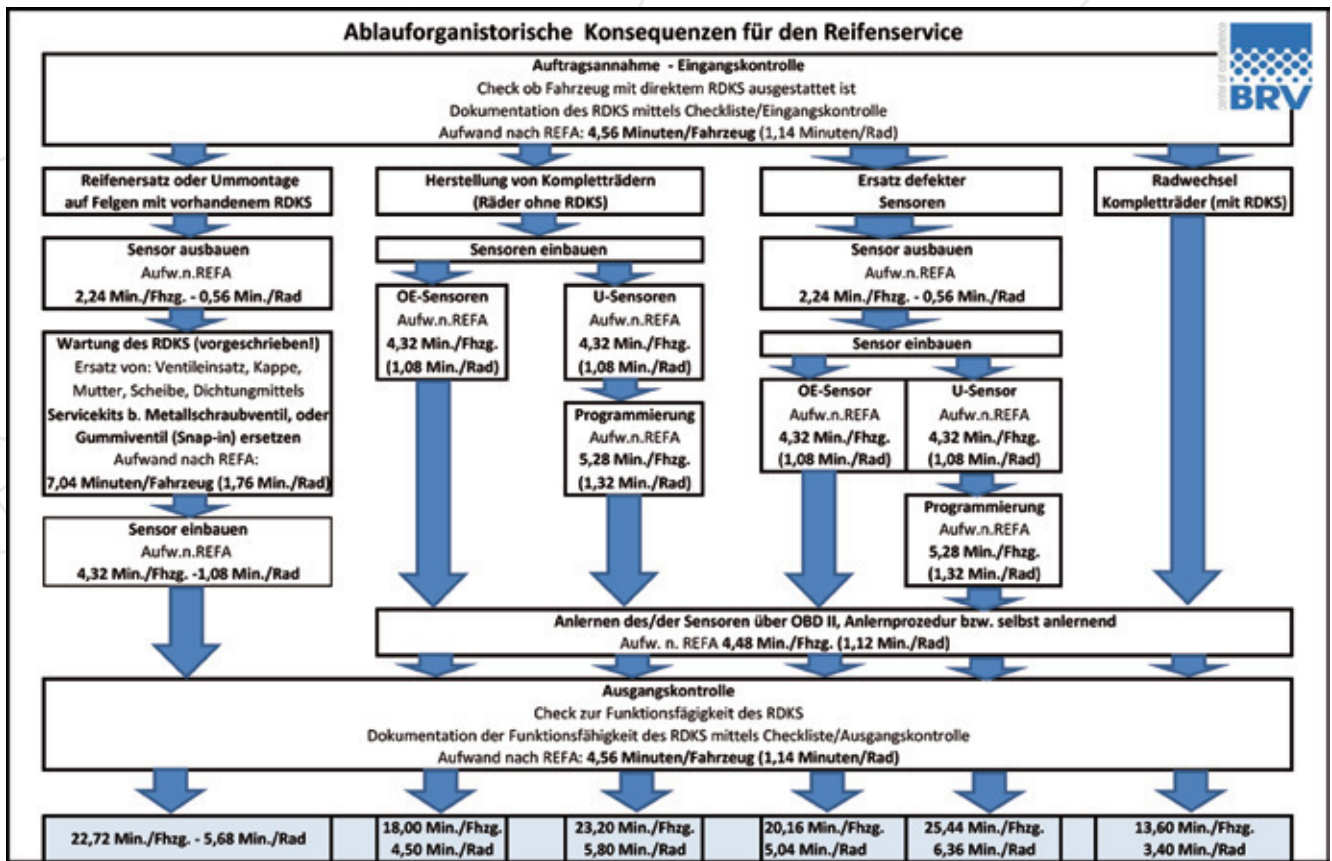 Ablauforganistorische Konsequenzen für den Reifenservice
center of competence
BRV
Auftragsannahme - Eingangskontrolle
Check ob Fahrzeug mit direktem RDKS ausgestattet ist
Dokumentation des RDKS mittels Checkliste/Eingangskontrolle
Aufwand nach REFA: 4,56 Minuten/Fahrzeug (1,14 Minuten/Rad)
Reifenersatz oder Ummontage
auf Felgen mit vorhandenem RDKS
Sensor ausbauen
Aufw.n.REFA
2,24 Min./Fhzg. - 0,56 Min./Rad
Wartung des RDKS (vorgeschrieben!)
Ersatz von: Ventileinsatz, Kappe,
Mutter, Scheibe, Dichtungmittels
Servicekits b. Metallschraubventil, oder
Gummiventil (Snap-in) ersetzen
Aufwand nach REFA:
7,04 Minuten/Fahrzeug (1,76 Min./Rad)
Sensor einbauen
Aufw.n.REFA
4,32 Min./Fhzg. -1,08 Min./Rad
Herstellung von Kompletträdern
(Räder ohne RDKS)
Sensoren einbauen
OE-Sensoren
Aufw.n.REFA
4,32 Min./Fhzg.
(1,08 Min./Rad)
U-Sensoren
Aufw.n.REFA
4,32 Min./Fhzg.
(1,08 Min./Rad)
Programmierung
Aufw.n.REFA
5,28 Min./Fhzg.
(1,32 Min./Rad)
Ersatz defekter
Sensoren
Sensor ausbauen
Aufw.n.REFA
2,24 Min./Fhzg. - 0,56 Min./Rad
Sensor einbauen
OE-Sensor
Aufw.n.REFA
4,32 Min./Fhzg.
(1,08 Min./Rad)
U-Sensor
Aufw.n.REFA
4,32 Min./Fhzg.
(1,08 Min./Rad)
Programmierung
Aufw.n.REFA
5,28 Min./Fhzg.
(1,32 Min./Rad)
Radwechsel
Kompletträder (mit RDKS)
Anlernen des/der Sensoren über OBD II, Anlernprozedur bzw. selbst anlernend
Aufw. n. REFA 4,48 Min./Fhzg. (1,12 Min./Rad)
Ausgangskontrolle
Check zur Funktionsfägigkeit des RDKS
Dokumentation der Funktionsfähigkeit des RDKS mittels Checkliste/Ausgangskontrolle
Aufwand nach REFA: 4,56 Minuten/Fahrzeug (1,14 Minuten/Rad)
22,72 Min./Fhzg. - 5,68 Min./Rad
18,00 Min./Fhzg.
4,50 Min./Rad
23,20 Min./Fhzg.
5,80 Min./Rad
20,16 Min./Fhzg.
5,04 Min./Rad
25,44 Min./Fhzg.
6,36 Min./Rad
13,60 Min./Fhzg.
3,40 Min./Rad